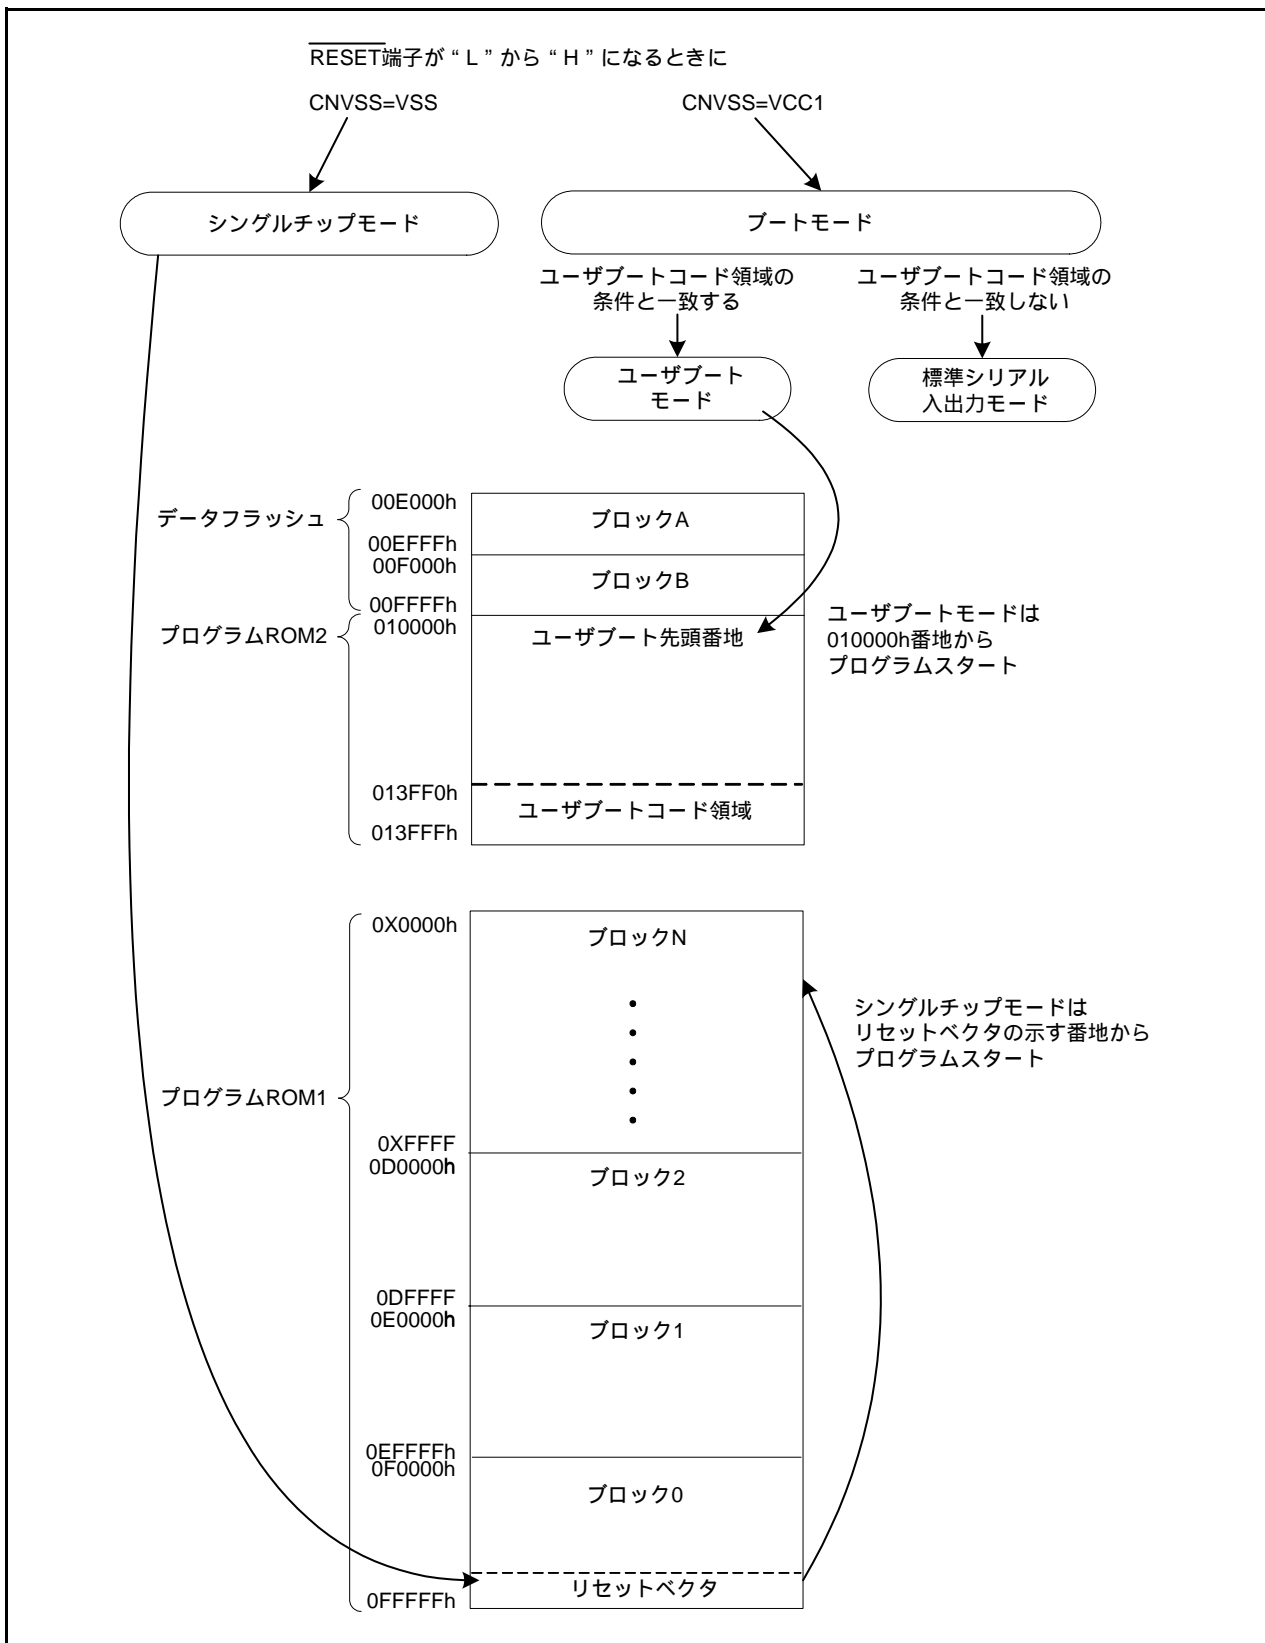 RESET端子が“L”から“H”になるときに
CNVSS=VSS
CNVSS=VCC1
シングルチップモード
ブートモード
ユーザブートコード領域の
条件と一致する
ユーザブートコード領域の
条件と一致しない
ユーザブート
モード
標準シリアル
入出力モード
データフラッシュ
00E000h
ブロックA
00EFFFh
00F000h
ブロックB
00FFFFh
プログラムROM2
010000h
ユーザブート先頭番地
ユーザブートモードは
010000h番地から
プログラムスタート
013FF0h
ユーザブートコード領域
013FFFh
0X0000h
ブロックN
シングルチップモードは
リセットベクタの示す番地から
プログラムスタート
プログラムROM1
0XFFFF
0D0000h
ブロック2
0DFFFF
0E0000h
ブロック1
0EFFFFh
0F0000h
ブロック0
リセットベクタ
0FFFFFh